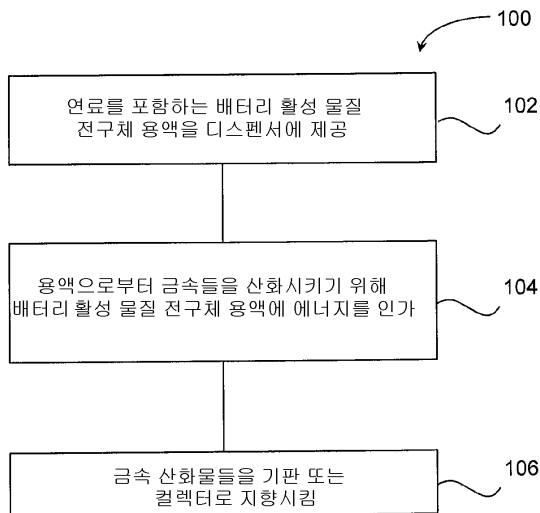 100
연료를 포함하는 배터리 활성 물질
전구체 용액을 디스펜서에 제공
102
용액으로부터 금속들을 산화시키기 위해
배터리 활성 물질 전구체 용액에 에너지를 인가
104
금속 산화물들을 기판 또는
컬렉터로 지향시킴
106